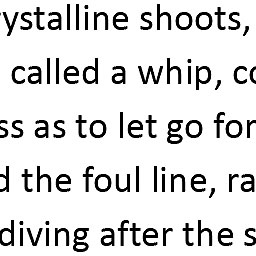 rystalline shoots,
called a whip, co
ss as to let go for
d the foul line, ra
diving after the s